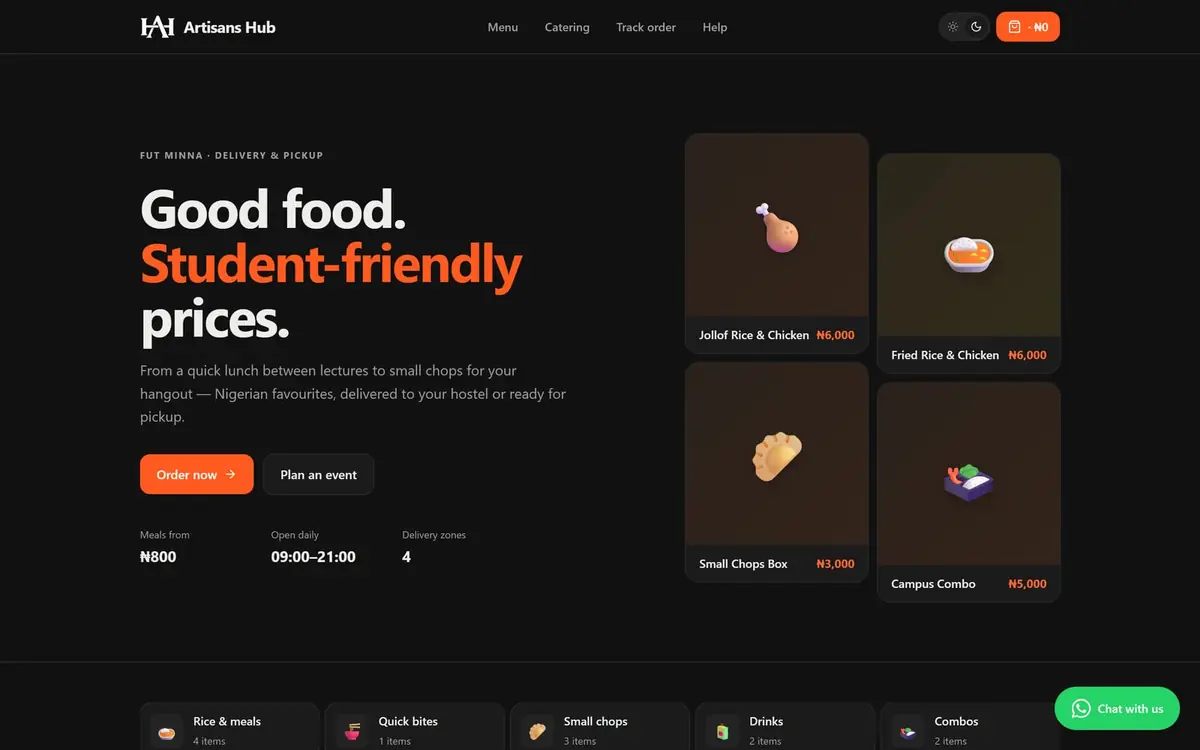 Artisans Hub
Menu
Catering
Track order
Help
· ₦0
FUT MINNA · DELIVERY & PICKUP
Good food.
Student-friendly
prices.
From a quick lunch between lectures to small chops for your
hangout — Nigerian favourites, delivered to your hostel or ready for
pickup.
Order now →
Plan an event
Meals from
₦800
Open daily
09:00–21:00
Delivery zones
4
Jollof Rice & Chicken ₦6,000
Fried Rice & Chicken ₦6,000
Small Chops Box ₦3,000
Campus Combo ₦5,000
Rice & meals
4 items
Quick bites
1 items
Small chops
3 items
Drinks
2 items
Combos
2 items
Chat with us